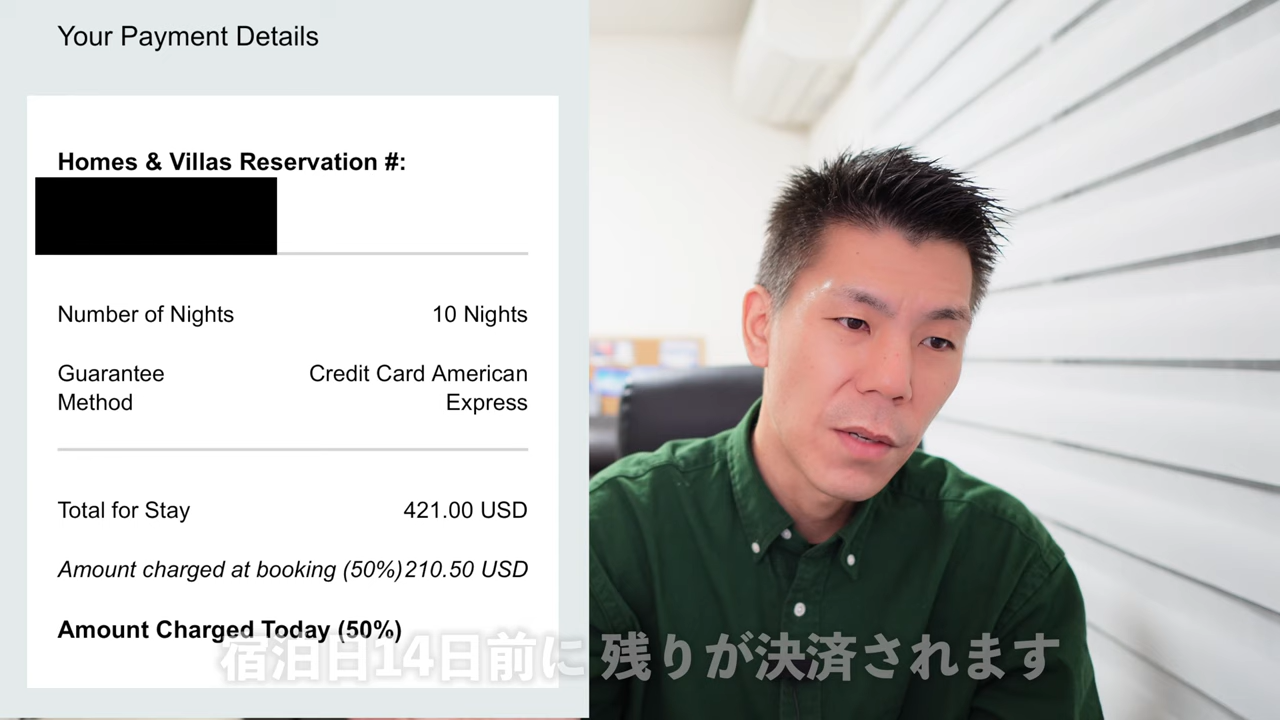 Your Payment Details
Homes & Villas Reservation #:
Number of Nights 10 Nights
Guarantee Method Credit Card American Express
Total for Stay 421.00 USD
Amount charged at booking (50%) 210.50 USD
Amount Charged Today (50%)
宿泊日14日前に 残りが決済されます